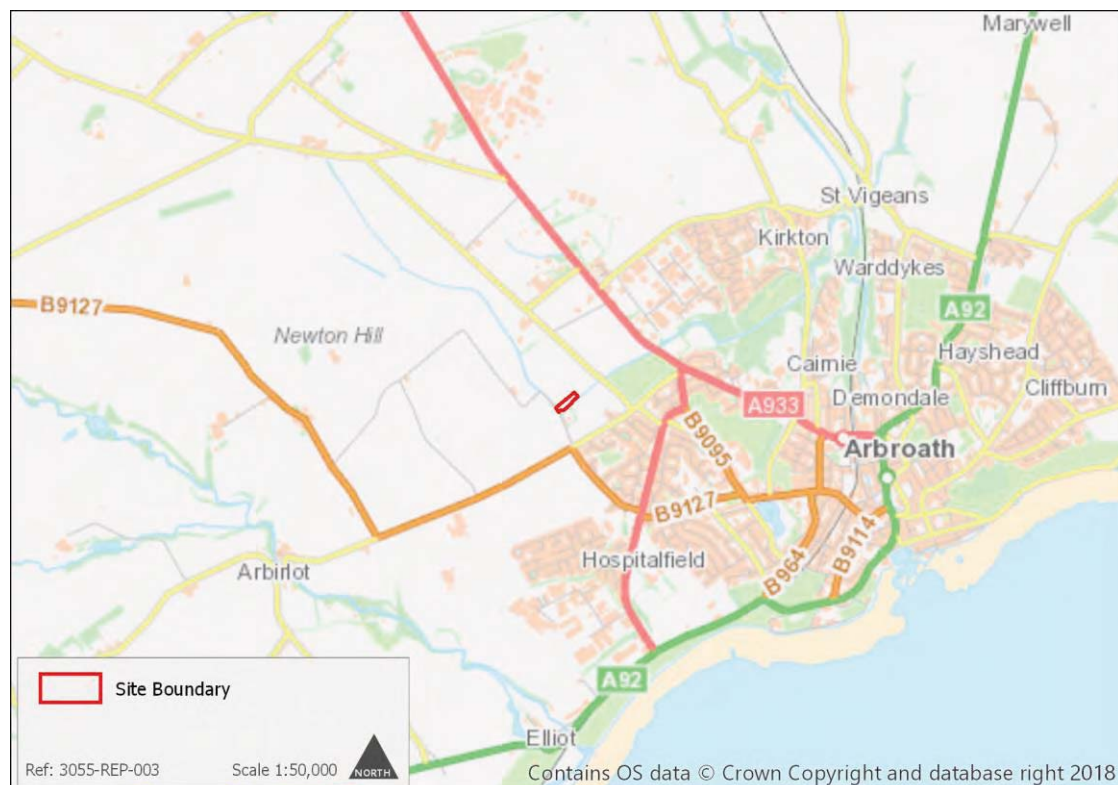 Marywell
St Vigeans
Kirkton
Warddykes
B9127
A92
Newton Hill
Hayshead
Cairnie
Cliffburn
Demondale
A933
Arbroath
B9095
B9127
Hospitalfield
B9114
B964
Arbirlot
A92
Site Boundary
Elliot
Ref: 3055-REP-003
Scale 1:50,000
NORTH
Contains OS data © Crown Copyright and database right 2018